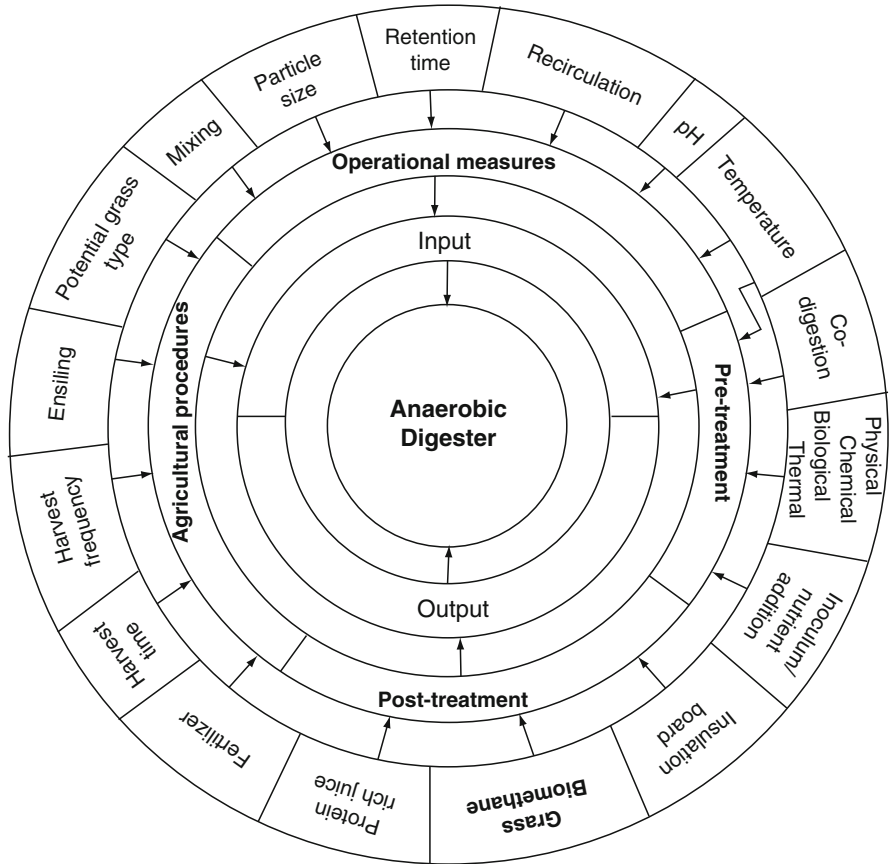 Retention
time
Recirculation
pH
Temperature
Co-
digestion
Physical
Chemical
Biological
Thermal
Inoculum/
nutrient
addition
Insulation
board
Grass
Biomethane
Protein
rich juice
Fertilizer
Harvest
time
Harvest
frequency
Ensiling
Potential grass
type
Mixing
Particle
size
Operational measures
Pre-treatment
Post-treatment
Agricultural procedures
Input
Anaerobic
Digester
Output